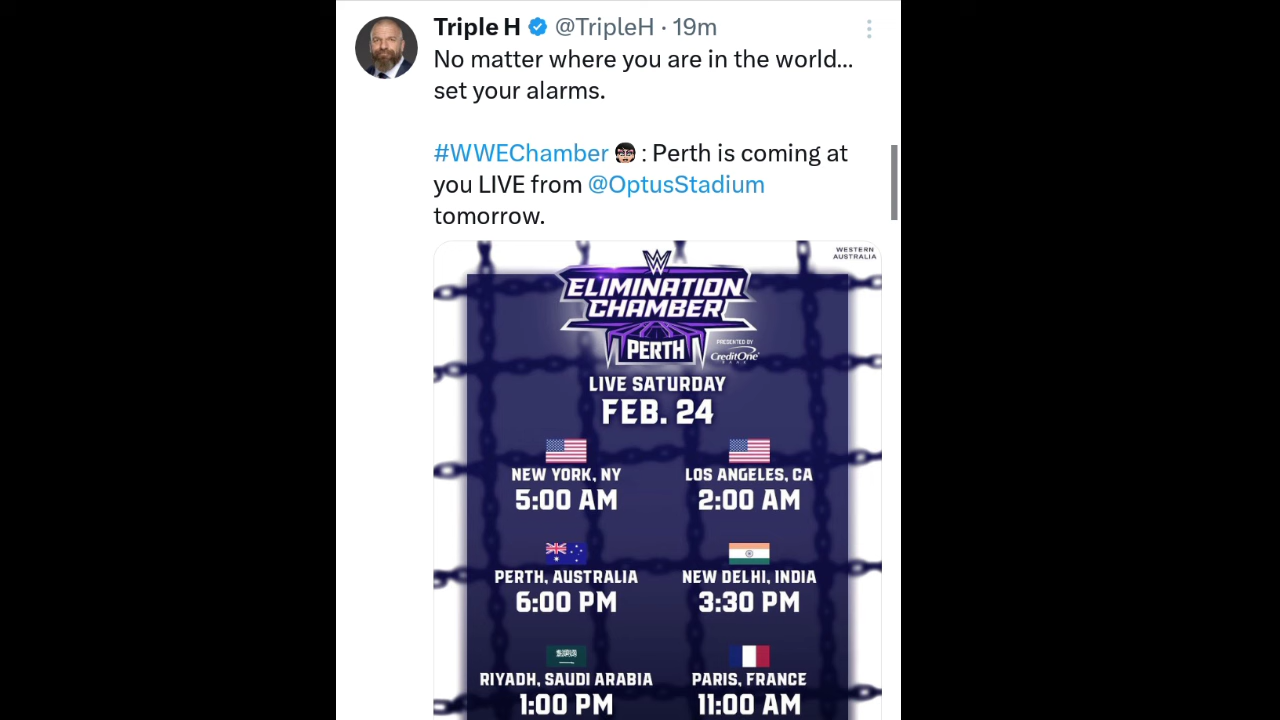 Triple H @TripleH · 19m
No matter where you are in the world...
set your alarms.
#WWEChamber : Perth is coming at
you LIVE from @OptusStadium
tomorrow.
WESTERN
AUSTRALIA
W
ELIMINATION
CHAMBER
PERTH
PRESENTED BY
CreditOne
BANK
LIVE SATURDAY
FEB. 24
NEW YORK, NY
5:00 AM
LOS ANGELES, CA
2:00 AM
PERTH, AUSTRALIA
6:00 PM
NEW DELHI, INDIA
3:30 PM
RIYADH, SAUDI ARABIA
1:00 PM
PARIS, FRANCE
11:00 AM